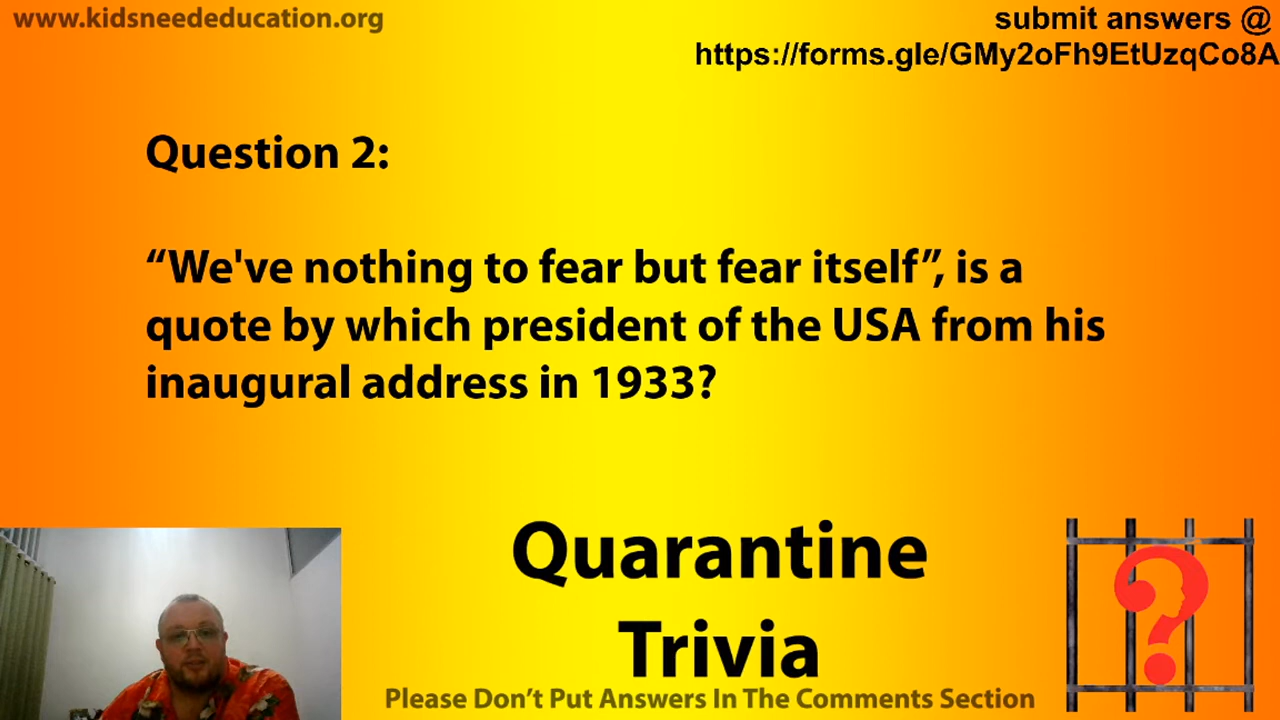 www.kidsneededucation.org
submit answers @
https://forms.gle/GMy2oFh9EtUzqCo8A
Question 2:
“We've nothing to fear but fear itself”, is a
quote by which president of the USA from his
inaugural address in 1933?
Quarantine
Trivia
Please Don’t Put Answers In The Comments Section